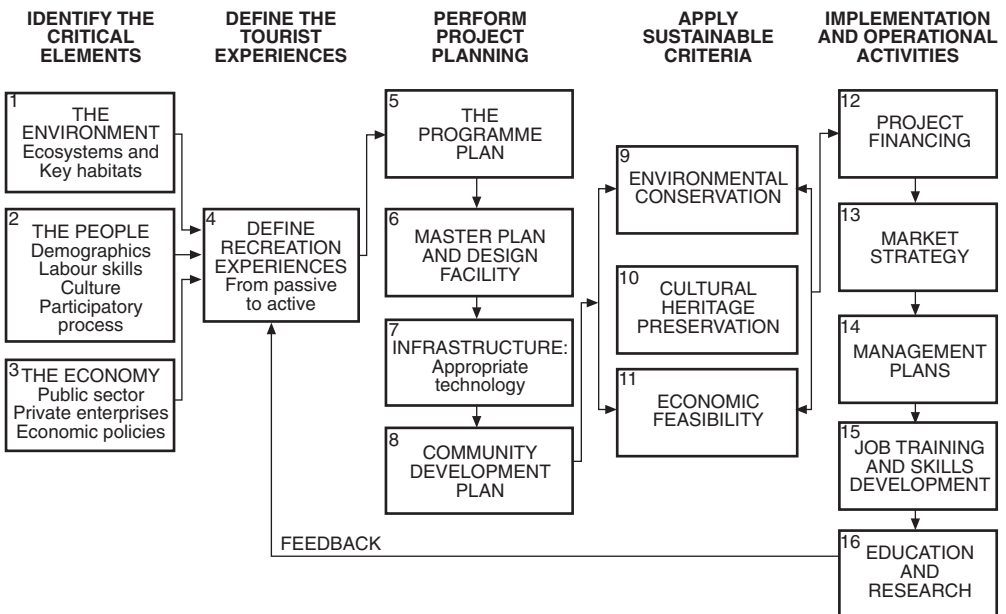 IDENTIFY THE
CRITICAL
ELEMENTS
DEFINE THE
TOURIST
EXPERIENCES
PERFORM
PROJECT
PLANNING
APPLY
SUSTAINABLE
CRITERIA
IMPLEMENTATION
AND OPERATIONAL
ACTIVITIES
1
THE
ENVIRONMENT
Ecosystems and
Key habitats
2
THE PEOPLE
Demographics
Labour skills
Culture
Participatory
process
3
THE ECONOMY
Public sector
Private enterprises
Economic policies
4
DEFINE
RECREATION
EXPERIENCES
From passive
to active
5
THE
PROGRAMME
PLAN
6
MASTER PLAN
AND DESIGN
FACILITY
7
INFRASTRUCTURE:
Appropriate
technology
8
COMMUNITY
DEVELOPMENT
PLAN
9
ENVIRONMENTAL
CONSERVATION
10
CULTURAL
HERITAGE
PRESERVATION
11
ECONOMIC
FEASIBILITY
12
PROJECT
FINANCING
13
MARKET
STRATEGY
14
MANAGEMENT
PLANS
15
JOB TRAINING
AND SKILLS
DEVELOPMENT
16
EDUCATION
AND
RESEARCH
FEEDBACK